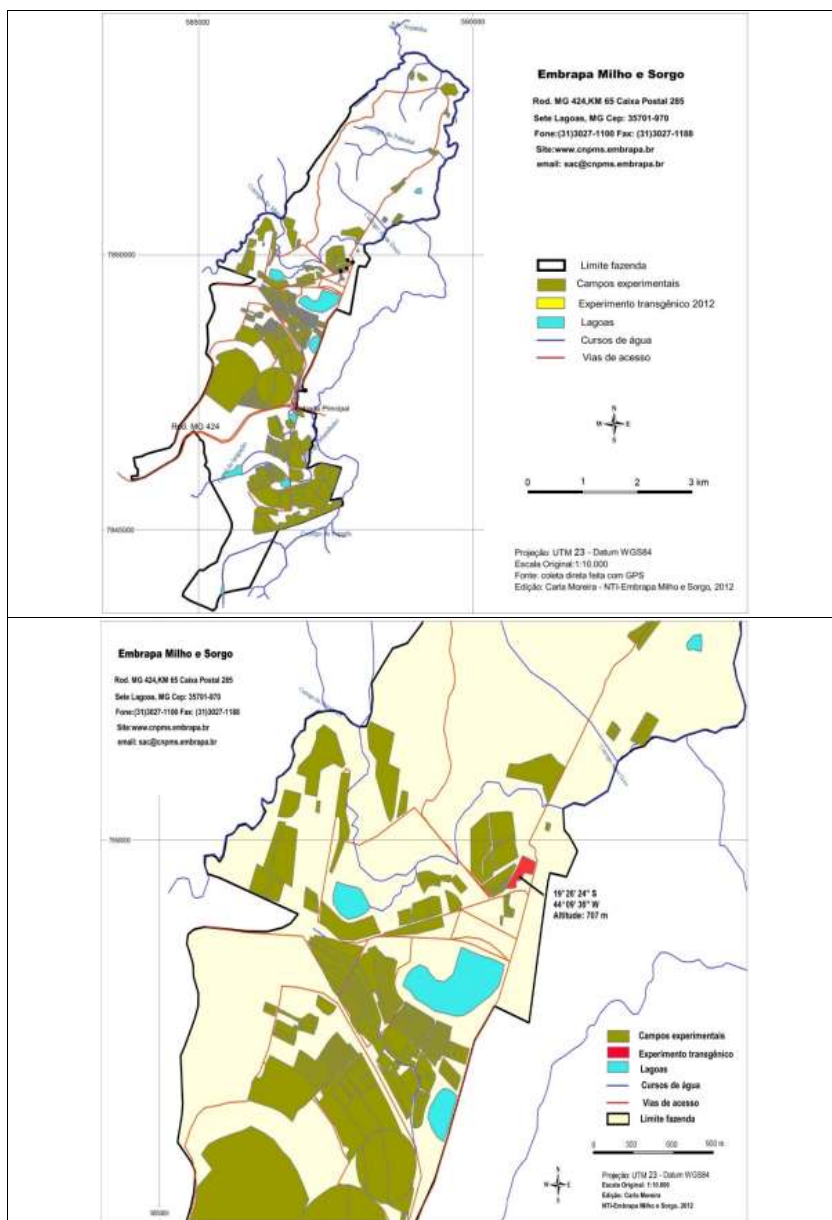 585000
590000
Embrapa Milho e Sorgo
Rod. MG 424,KM 65 Caixa Postal 285
Sete Lagoas, MG Cep: 35701-970
Fone:(31)3027-1100 Fax: (31)3027-1188
Site:www.cnpms.embrapa.br
email: sac@cnpms.embrapa.br
7850000
Limite fazenda
Campos experimentais
Experimento transgênico 2012
Lagoas
Cursos de água
Vias de acesso
Principal
Rod. MG 424
N
W E
S
0 1 2 3 km
7845000
Projeção: UTM 23 - Datum WGS84
Escala Original:1:10.000
Fonte: coleta direta feita com GPS
Edição: Carla Moreira - NTI-Embrapa Milho e Sorgo, 2012
Embrapa Milho e Sorgo
Rod. MG 424,KM 65 Caixa Postal 285
Sete Lagoas, MG Cep: 35701-970
Fone:(31)3027-1100 Fax: (31)3027-1188
Site:www.cnpms.embrapa.br
email: sac@cnpms.embrapa.br
19° 26' 24" S
44° 09' 38" W
Altitude: 707 m
Campos experimentais
Experimento transgênico
Lagoas
Cursos de água
Vias de acesso
Limite fazenda
0 300 600 900 m
N
W E
S
Projeção: UTM 23 - Datum WGS84
Escala Original: 1:10.000
Edição: Carla Moreira
NTI-Embrapa Milho e Sorgo, 2012